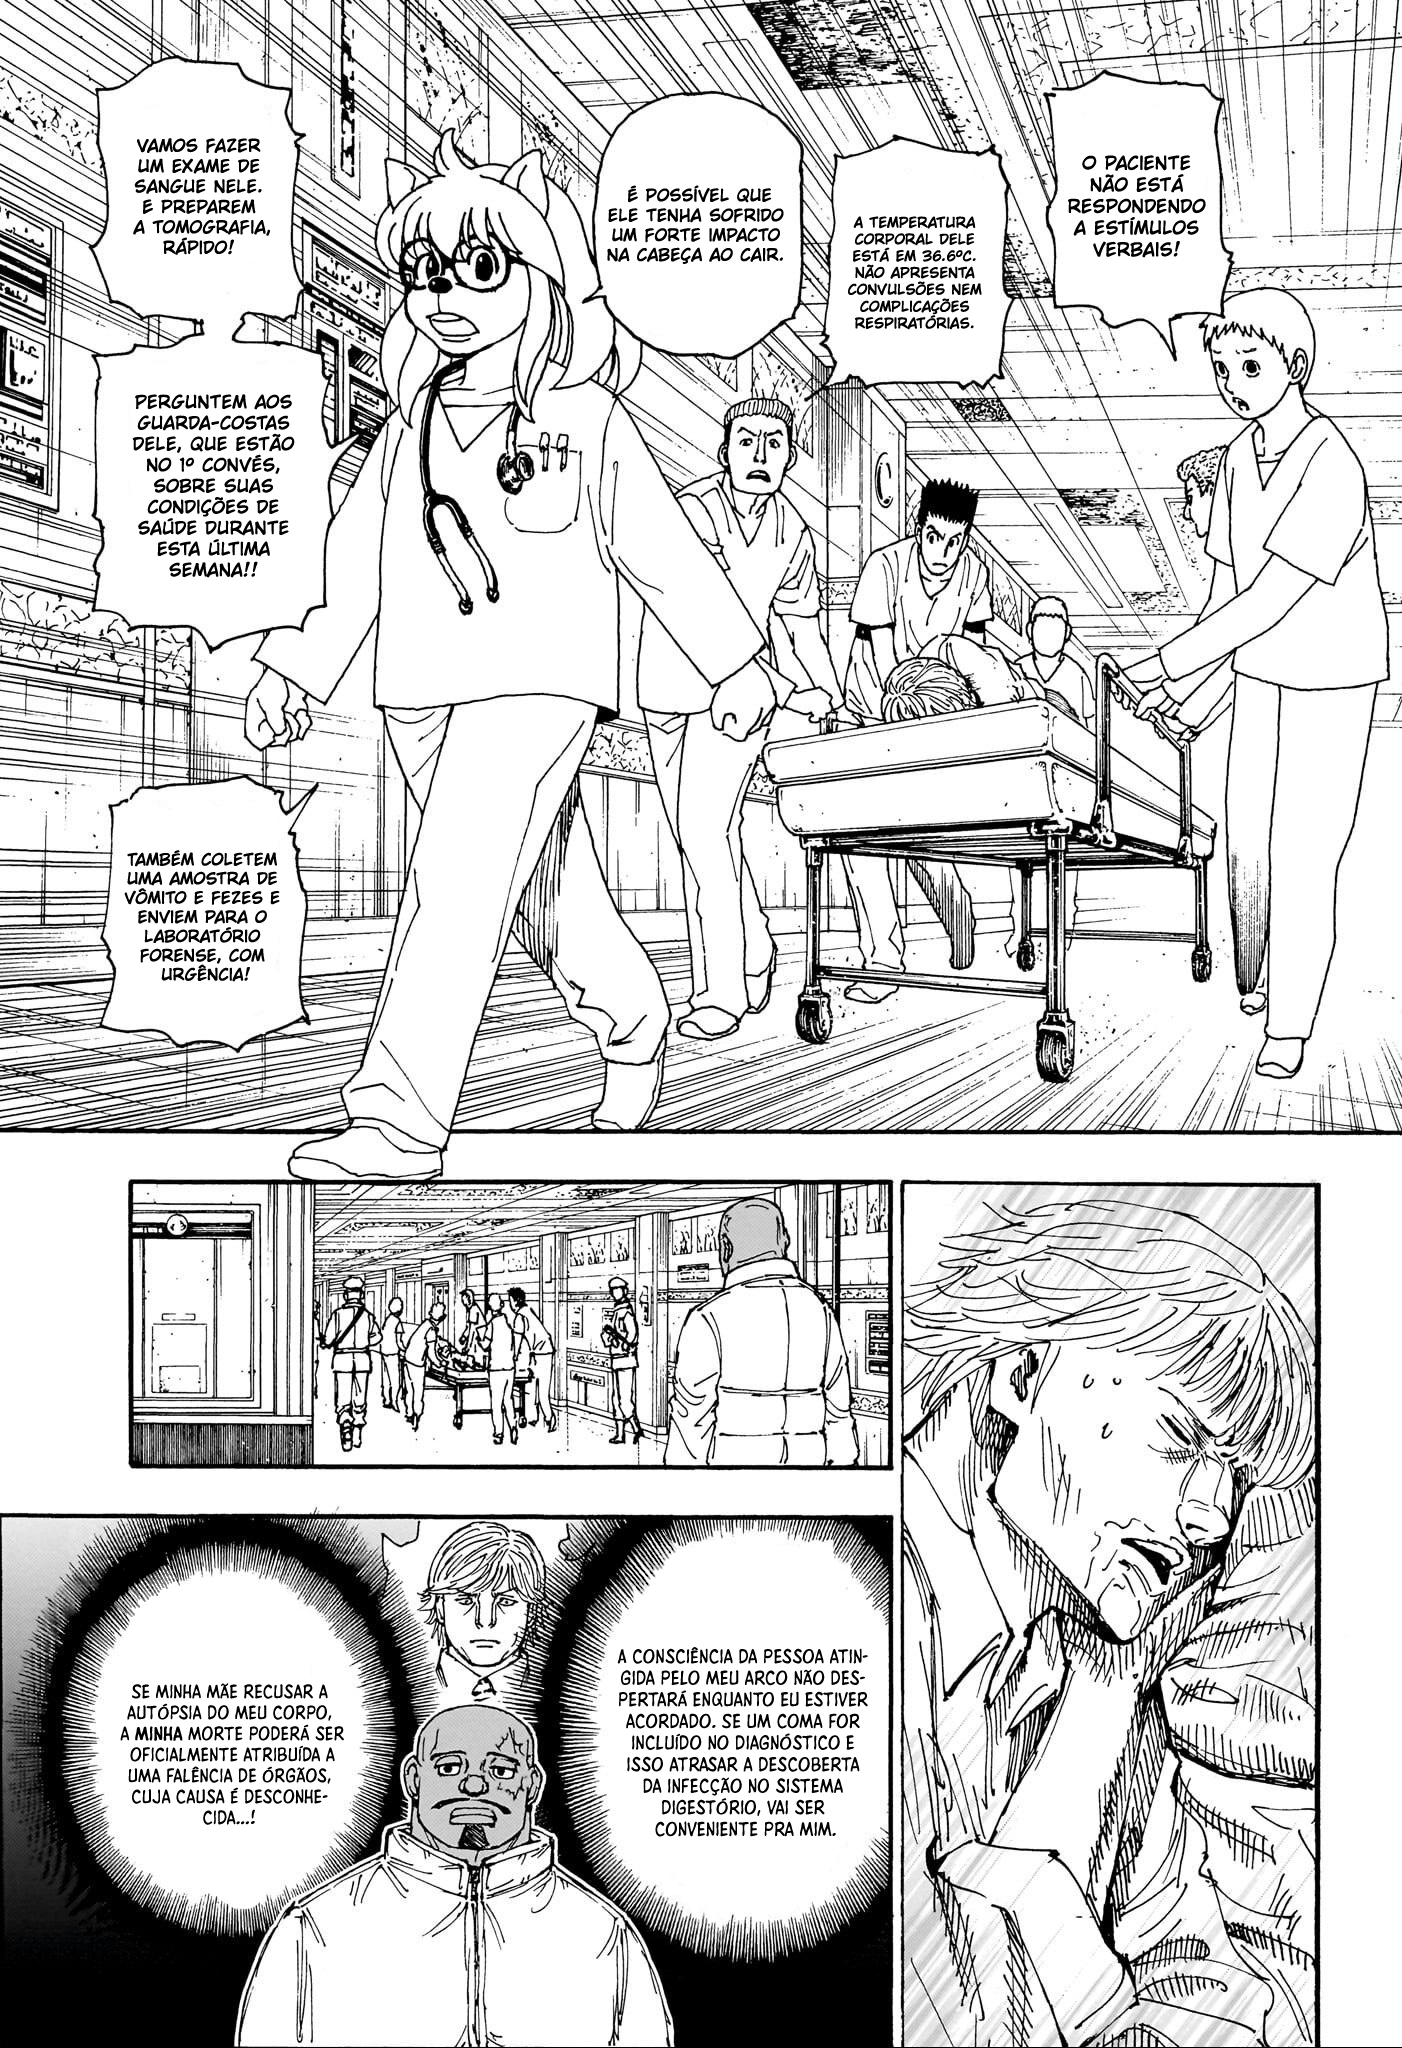 O PACIENTE
NÃO ESTÁ
RESPONDENDO
A ESTÍMULOS
VERBAIS!
A TEMPERATURA
CORPORAL DELE
ESTÁ EM 36.6ºC.
NÃO APRESENTA
CONVULSÕES NEM
COMPLICAÇÕES
RESPIRATÓRIAS.
É POSSÍVEL QUE
ELE TENHA SOFRIDO
UM FORTE IMPACTO
NA CABEÇA AO CAIR.
VAMOS FAZER
UM EXAME DE
SANGUE NELE.
E PREPAREM
A TOMOGRAFIA,
RÁPIDO!
PERGUNTEM AOS
GUARDA-COSTAS
DELE, QUE ESTÃO
NO 1º CONVÉS,
SOBRE SUAS
CONDIÇÕES DE
SAÚDE DURANTE
ESTA ÚLTIMA
SEMANA!!
TAMBÉM COLETEM
UMA AMOSTRA DE
VÔMITO E FEZES E
ENVIEM PARA O
LABORATÓRIO
FORENSE, COM
URGÊNCIA!
A CONSCIÊNCIA DA PESSOA ATIN-
GIDA PELO MEU ARCO NÃO DES-
PERTARÁ ENQUANTO EU ESTIVER
ACORDADO. SE UM COMA FOR
INCLUÍDO NO DIAGNÓSTICO E
ISSO ATRASAR A DESCOBERTA
DA INFECÇÃO NO SISTEMA
DIGESTÓRIO, VAI SER
CONVENIENTE PRA MIM.
SE MINHA MÃE RECUSAR A
AUTÓPSIA DO MEU CORPO,
A MINHA MORTE PODERÁ SER
OFICIALMENTE ATRIBUÍDA A
UMA FALÊNCIA DE ÓRGÃOS,
CUJA CAUSA É DESCONHE-
CIDA...!